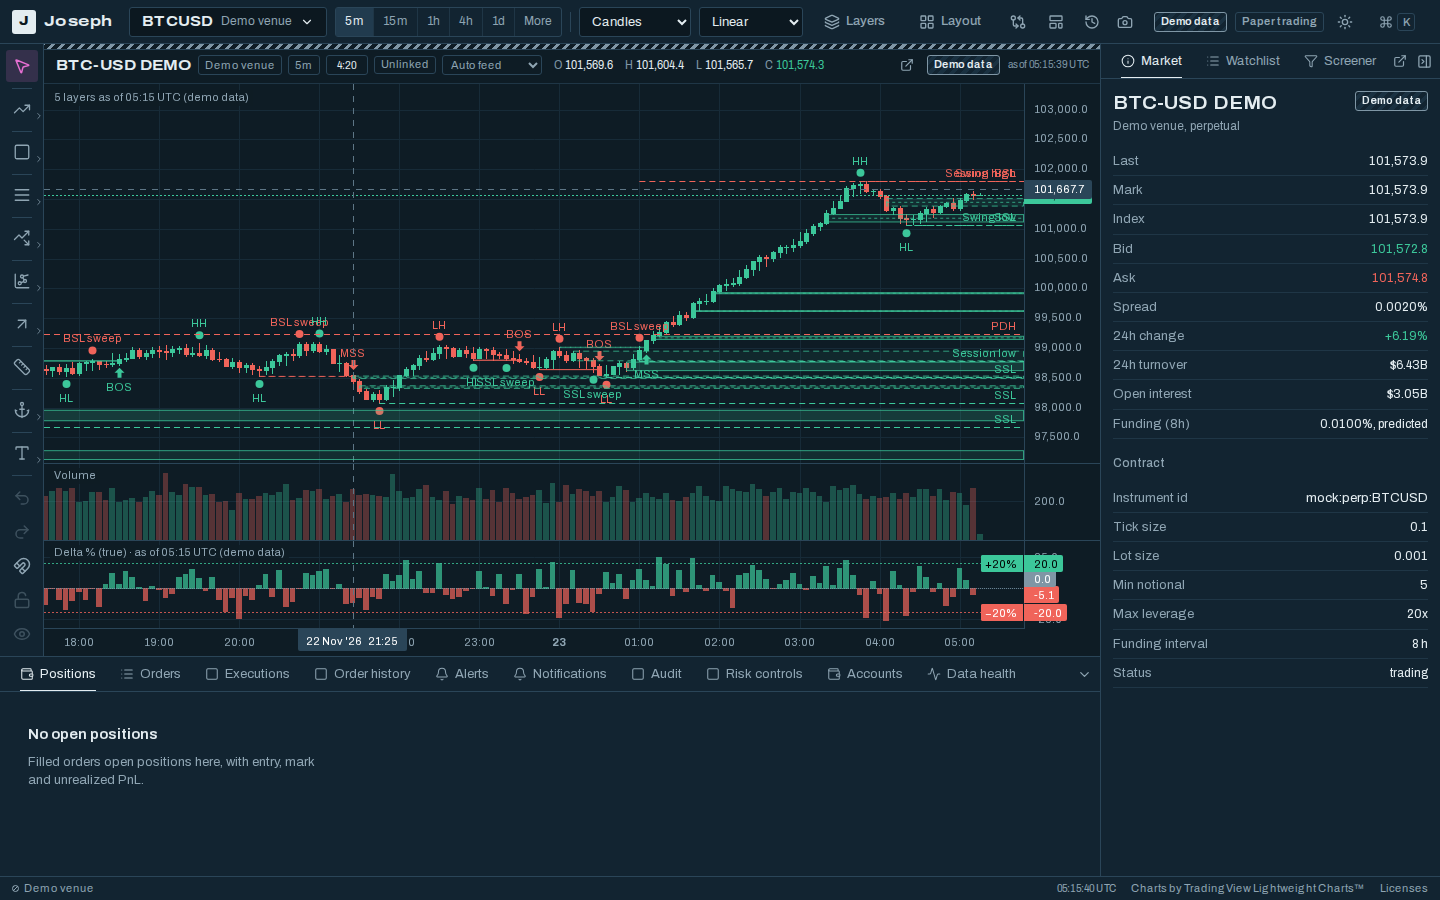 J Joseph
BTCUSD Demo venue
5m 15m 1h 4h 1d More
Candles
Linear
Layers
Layout
Demo data
Paper trading
⌘ K
BTC-USD DEMO
Demo venue
5m
4:20
Unlinked
Auto feed
O 101,569.6 H 101,604.4 L 101,565.7 C 101,574.3
Demo data
as of 05:15:39 UTC
5 layers as of 05:15 UTC (demo data)
103,000.0
102,500.0
102,000.0
101,667.7
101,000.0
100,500.0
100,000.0
99,500.0
99,000.0
98,500.0
98,000.0
97,500.0
HH
HL
Swing low
SSL
PDH
Session low
SSL
SSL
SSL
BSL sweep
HL
BOS
HH
HL
BSL sweep
HH
MSS
LL
LH
HL
SSL sweep
BOS
LL
LH
BOS
SSL sweep
LL
BSL sweep
MSS
Volume
200.0
Delta % (true) · as of 05:15 UTC (demo data)
+20% 20.0
0.0
-5.1
−20% -20.0
18:00 19:00 20:00 22 Nov '26 21:25 23:00 23 01:00 02:00 03:00 04:00 05:00
Positions
Orders
Executions
Order history
Alerts
Notifications
Audit
Risk controls
Accounts
Data health
No open positions
Filled orders open positions here, with entry, mark
and unrealized PnL.
Market
Watchlist
Screener
BTC-USD DEMO
Demo data
Demo venue, perpetual
Last 101,573.9
Mark 101,573.9
Index 101,573.9
Bid 101,572.8
Ask 101,574.8
Spread 0.0020%
24h change +6.19%
24h turnover $6.43B
Open interest $3.05B
Funding (8h) 0.0100%, predicted
Contract
Instrument id mock:perp:BTCUSD
Tick size 0.1
Lot size 0.001
Min notional 5
Max leverage 20x
Funding interval 8 h
Status trading
Demo venue
05:15:40 UTC
Charts by TradingView Lightweight Charts™
Licenses